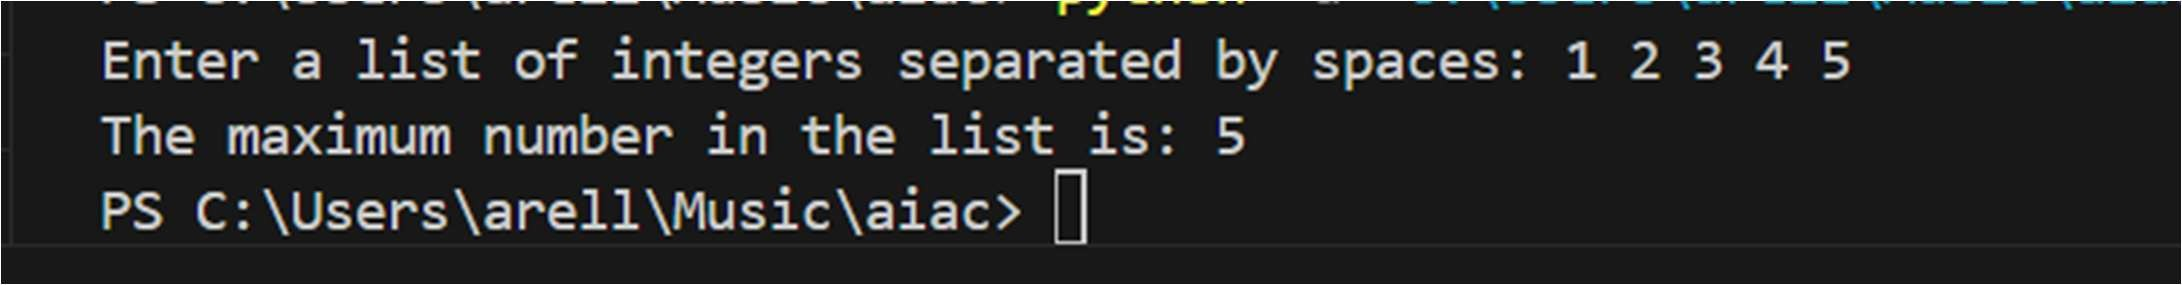 Enter a list of integers separated by spaces: 1 2 3 4 5
The maximum number in the list is: 5
PS C:\Users\arell\Music\aiac>